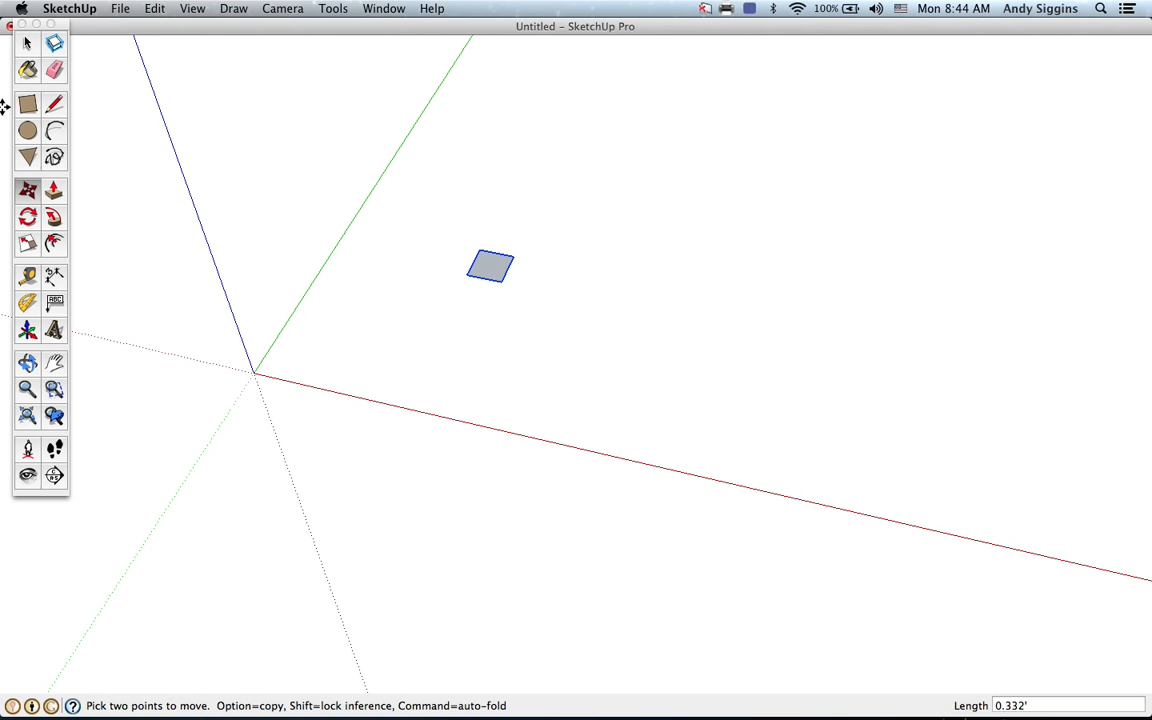 SketchUp File Edit View Draw Camera Tools Window Help 100% Mon 8:44 AM Andy Siggins
Untitled - SketchUp Pro
ABC
Pick two points to move. Option=copy, Shift=lock inference, Command=auto-fold Length 0.332'